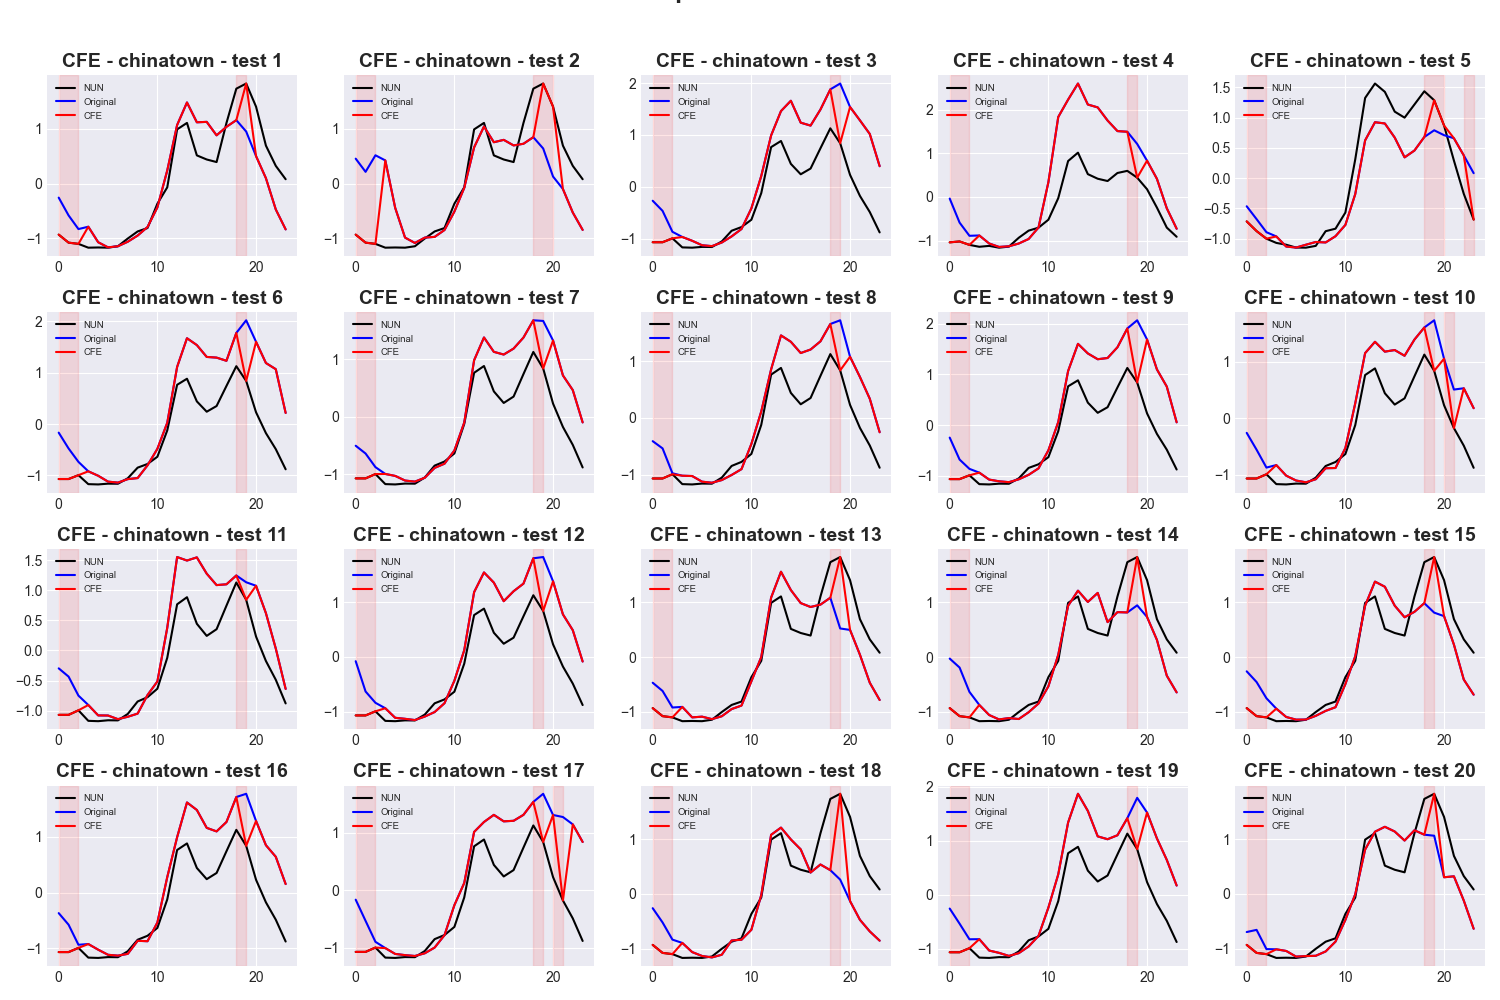 CFE - chinatown - test 1
CFE - chinatown - test 2
CFE - chinatown - test 3
CFE - chinatown - test 4
CFE - chinatown - test 5
NUN
Original
CFE
1
0
−1
0
10
20
NUN
Original
CFE
1
0
−1
0
10
20
NUN
Original
CFE
2
1
0
−1
0
10
20
NUN
Original
CFE
2
1
0
−1
0
10
20
NUN
Original
CFE
1.5
1.0
0.5
0.0
−0.5
−1.0
0
10
20
CFE - chinatown - test 6
CFE - chinatown - test 7
CFE - chinatown - test 8
CFE - chinatown - test 9
CFE - chinatown - test 10
NUN
Original
CFE
2
1
0
−1
0
10
20
NUN
Original
CFE
1
0
−1
0
10
20
NUN
Original
CFE
1
0
−1
0
10
20
NUN
Original
CFE
2
1
0
−1
0
10
20
NUN
Original
CFE
1
0
−1
0
10
20
CFE - chinatown - test 11
CFE - chinatown - test 12
CFE - chinatown - test 13
CFE - chinatown - test 14
CFE - chinatown - test 15
NUN
Original
CFE
1.5
1.0
0.5
0.0
−0.5
−1.0
0
10
20
NUN
Original
CFE
1
0
−1
0
10
20
NUN
Original
CFE
1
0
−1
0
10
20
NUN
Original
CFE
1
0
−1
0
10
20
NUN
Original
CFE
1
0
−1
0
10
20
CFE - chinatown - test 16
CFE - chinatown - test 17
CFE - chinatown - test 18
CFE - chinatown - test 19
CFE - chinatown - test 20
NUN
Original
CFE
1
0
−1
0
10
20
NUN
Original
CFE
1
0
−1
0
10
20
NUN
Original
CFE
1
0
−1
0
10
20
NUN
Original
CFE
2
1
0
−1
0
10
20
NUN
Original
CFE
1
0
−1
0
10
20